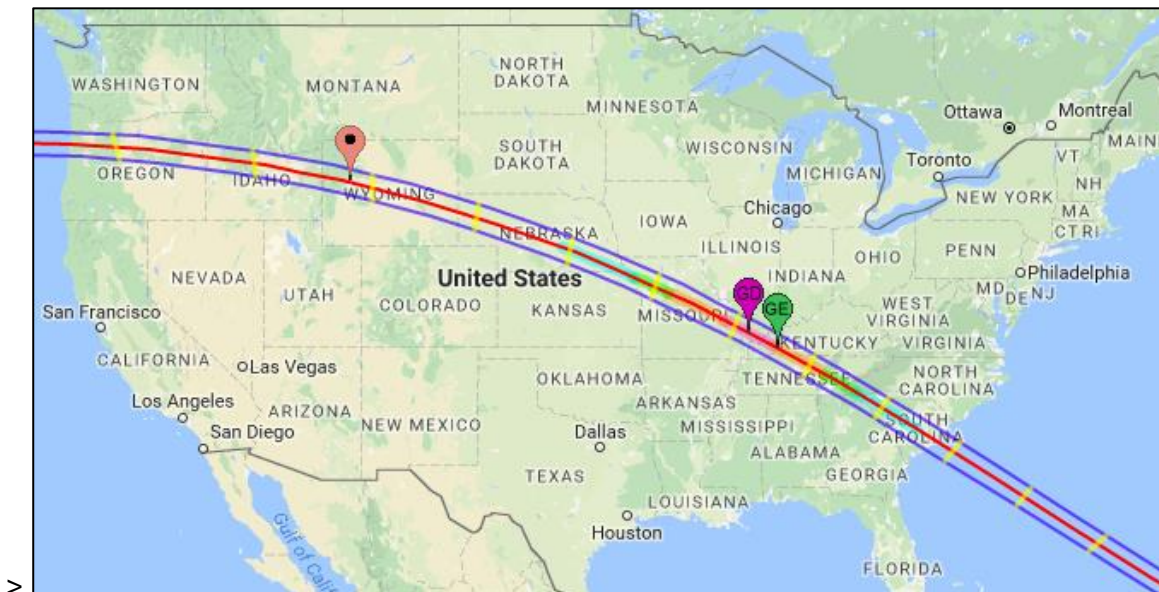 NORTH
DAKOTA
WASHINGTON
MONTANA
MINNESOTA
Ottawa
Montreal
MAIN
WISCONSIN
SOUTH
DAKOTA
Toronto
VT
OREGON
IDAHO
WYOMING
MICHIGAN
NH
NEW YORK
Chicago
MA
IOWA
CT RI
NEBRASKA
ILLINOIS
OHIO
PENN
United States
INDIANA
Philadelphia
NEVADA
UTAH
COLORADO
KANSAS
MD
DE
NJ
GD
GE
San Francisco
MISSOURI
WEST
VIRGINIA
KENTUCKY
VIRGINIA
CALIFORNIA
Las Vegas
OKLAHOMA
TENNESSEE
NORTH
CAROLINA
Los Angeles
ARIZONA
ARKANSAS
NEW MEXICO
San Diego
Dallas
MISSISSIPPI
SOUTH
CAROLINA
ALABAMA
TEXAS
GEORGIA
LOUISIANA
Gulf of Calif
Houston
FLORIDA
>